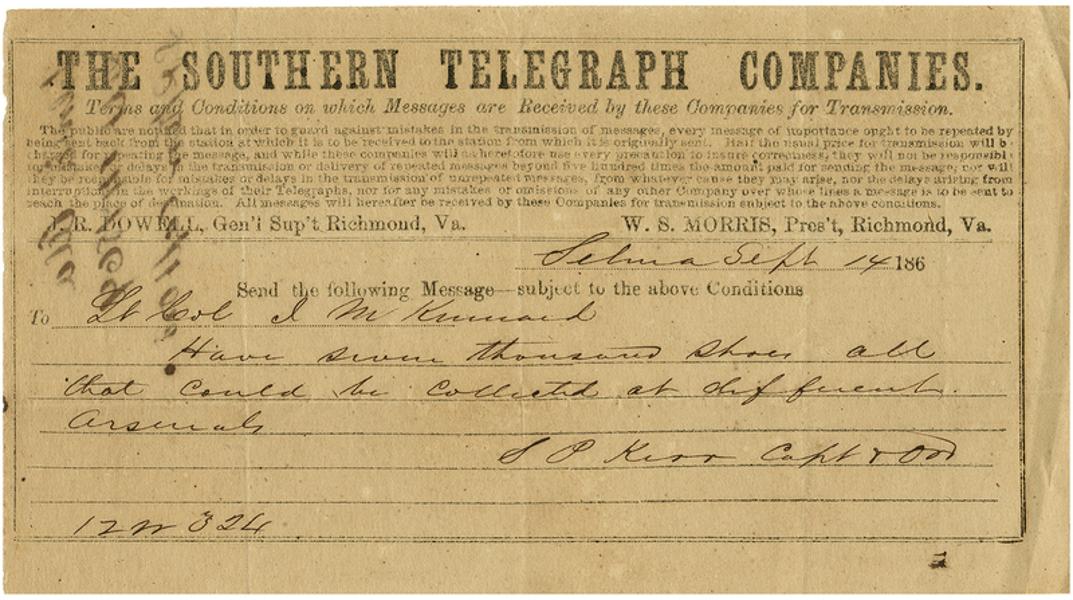 THE SOUTHERN TELEGRAPH COMPANIES.
Terms and Conditions on which Messages are Received by these Companies for Transmission.
The public are notified that in order to guard against mistakes in the transmission of messages, every message of importance ought to be repeated by
being sent back from the station at which it is to be received to the station from which it is originally sent. Half the usual price for transmission will b
charged for repeating the message, and while these companies will as heretofore use every precaution to insure correctness, they will not be responsibl
for mistakes or delays in the transmission or delivery of repeated messages beyond five hundred times the amount paid for sending the message; nor will
they be responsible for mistakes or delays in the transmission of unrepeated messages, from whatever cause they may arise, nor for delays arising from
interruptions in the workings of their Telegraphs, nor for any mistakes or omissions of any other Company over whose lines a message is to be sent to
reach the place of destination. All messages will hereafter be received by these Companies for transmission subject to the above conditions.
J. R. DOWELL, Gen'l Sup't Richmond, Va. W. S. MORRIS, Pres't, Richmond, Va.
Selma Sept 14 186
Send the following Message—subject to the above Conditions
To Lt Col J M Kennard
Have seven thousand shoes all
that could be collected at different
Arsenals
S P Kerr Capt & OO
12 324